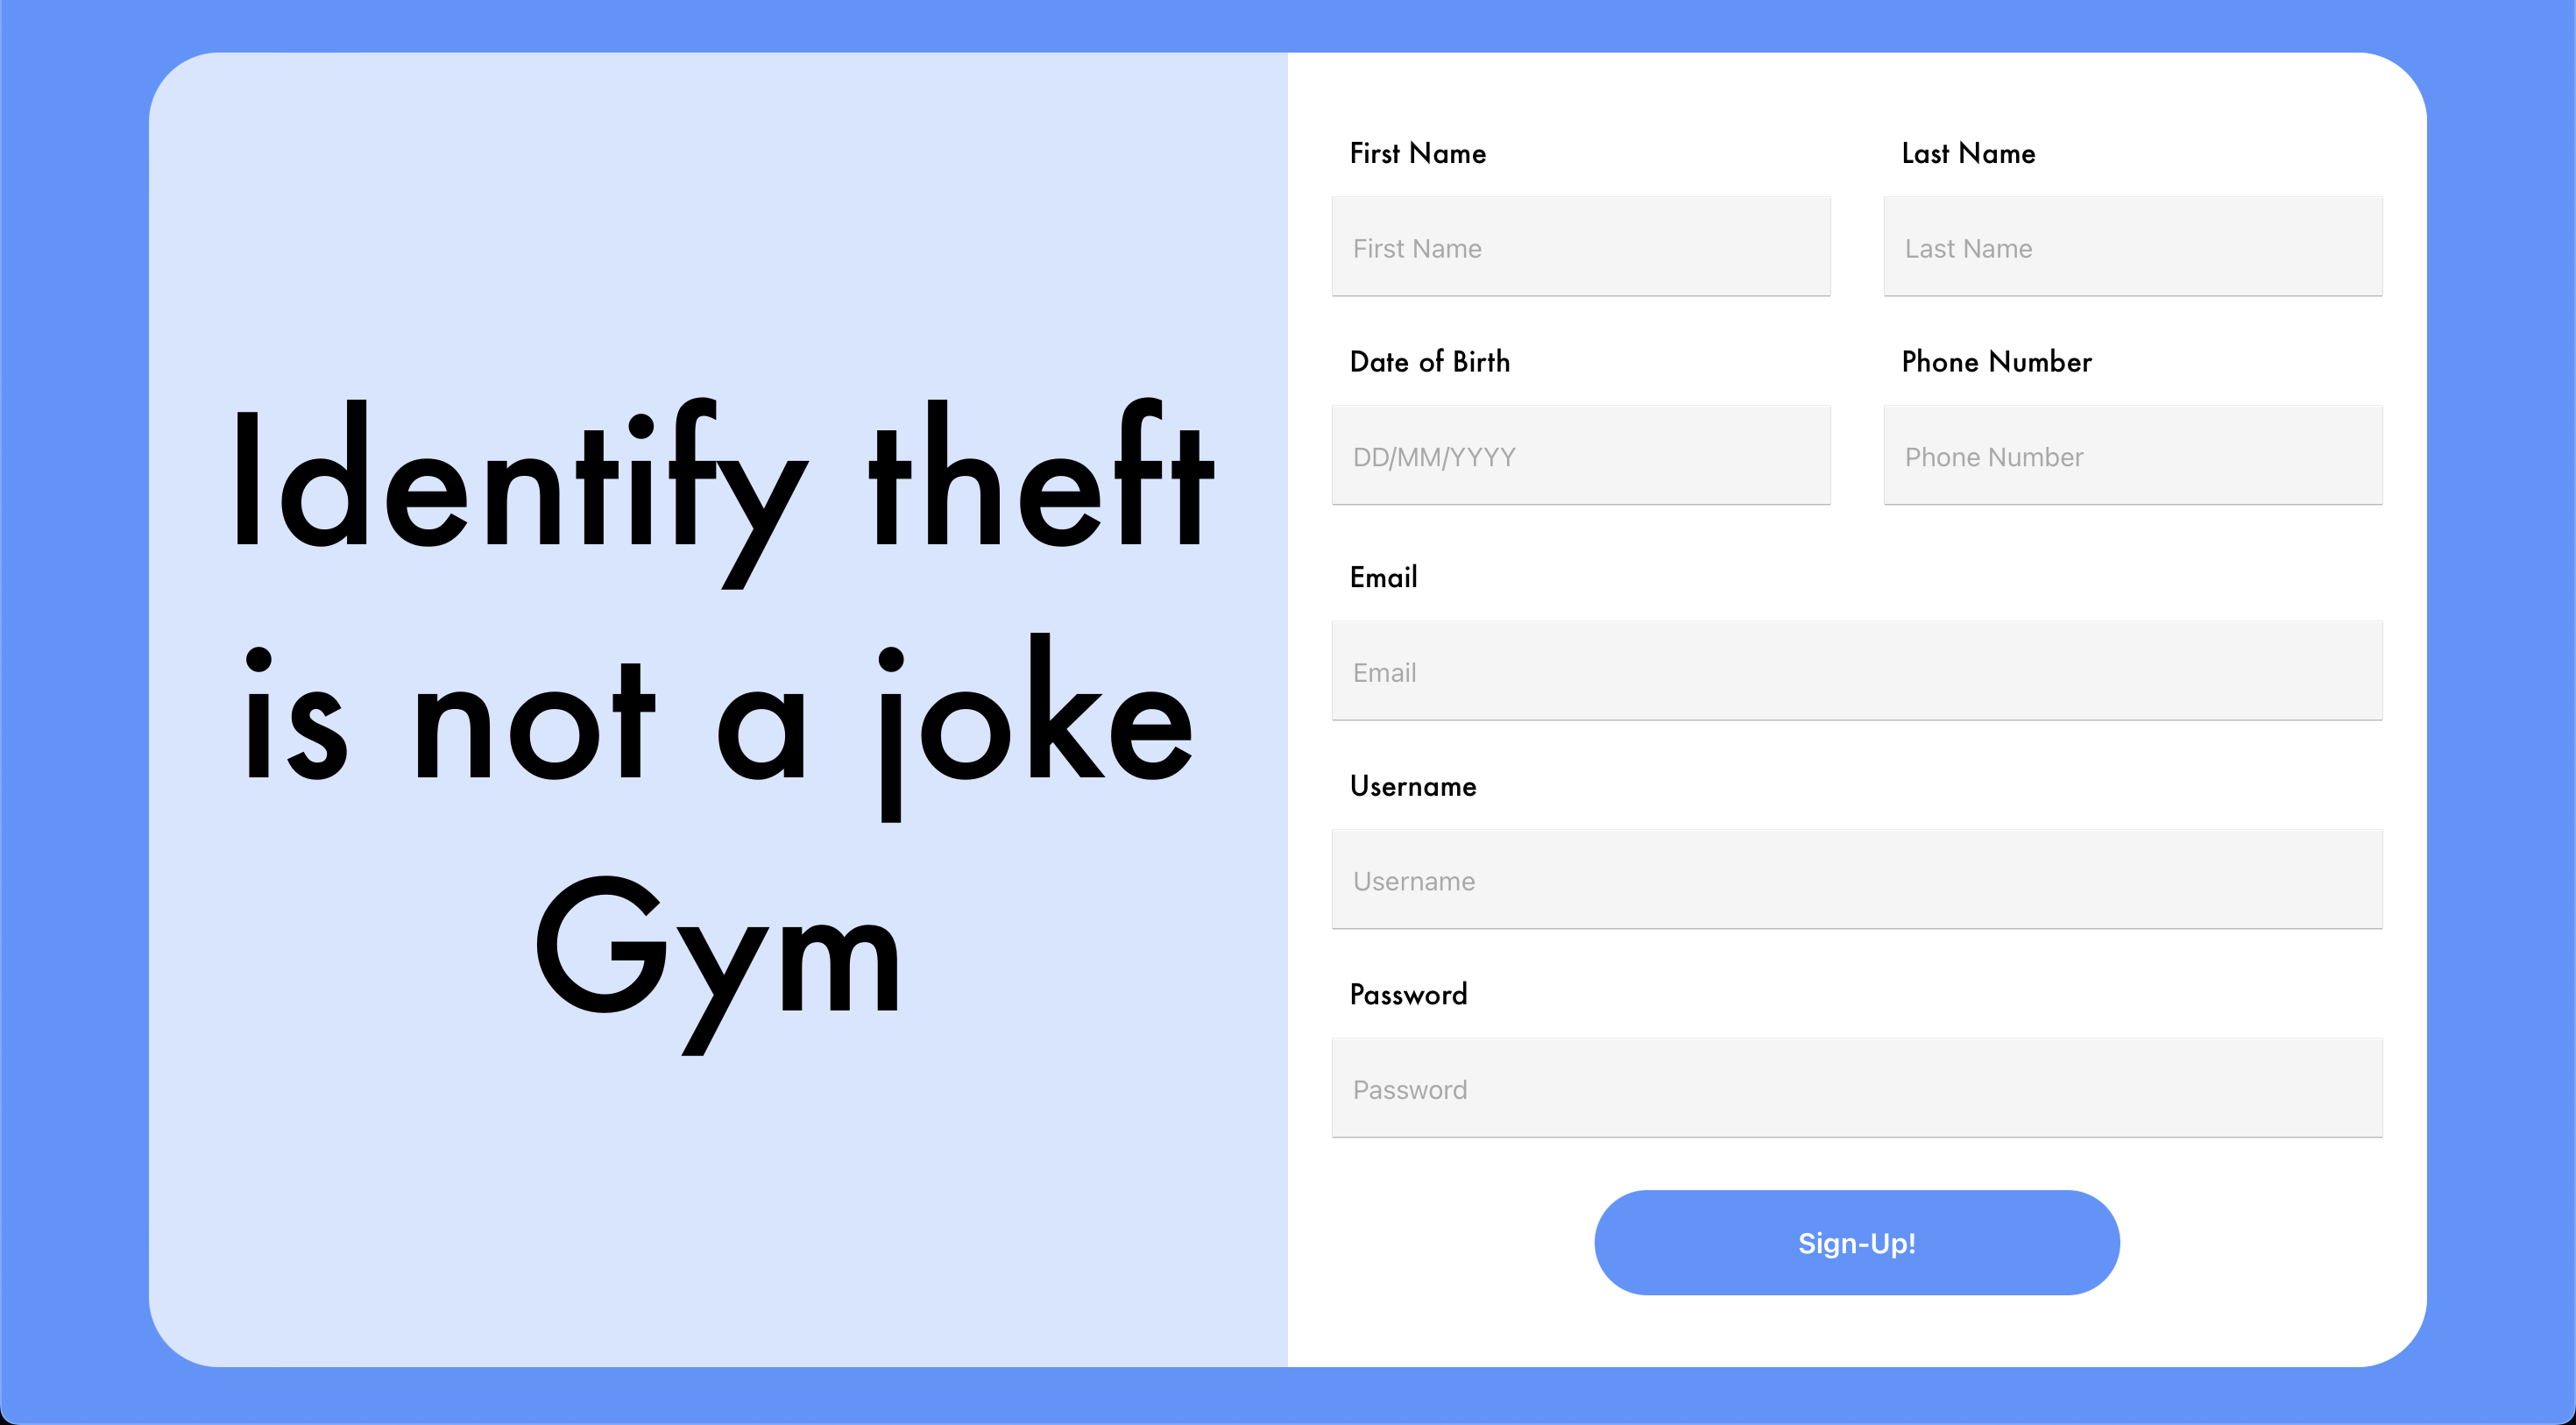 Identify theft
is not a joke
Gym
First Name
Last Name
First Name
Last Name
Date of Birth
Phone Number
DD/MM/YYYY
Phone Number
Email
Email
Username
Username
Password
Password
Sign-Up!